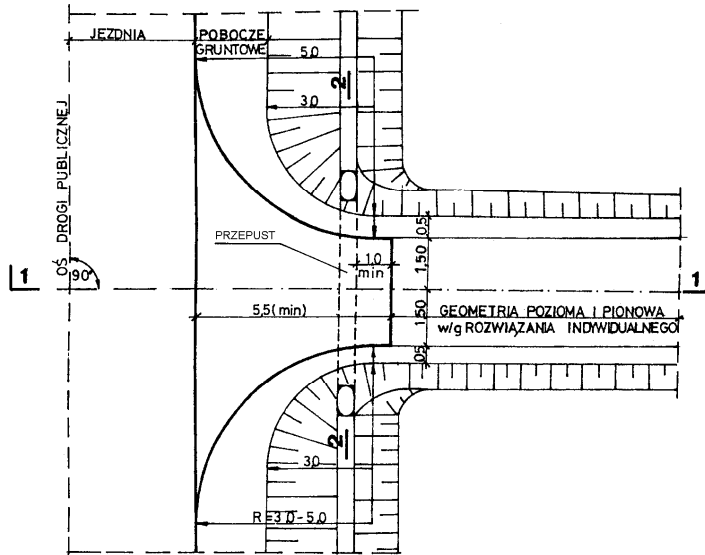 JEZDNIA
POBOCZE
GRUNTOWE
5,0
2
3,0
OŚ DROGI PUBLICZNEJ
PRZEPUST
1,0
min
0,5
1,50
1
90°
1
5,5(min)
1,50
GEOMETRIA POZIOMA I PIONOWA
w/g ROZWIĄZANIA INDYWIDUALNEGO
0,5
2
3,0
R=3,0-5,0